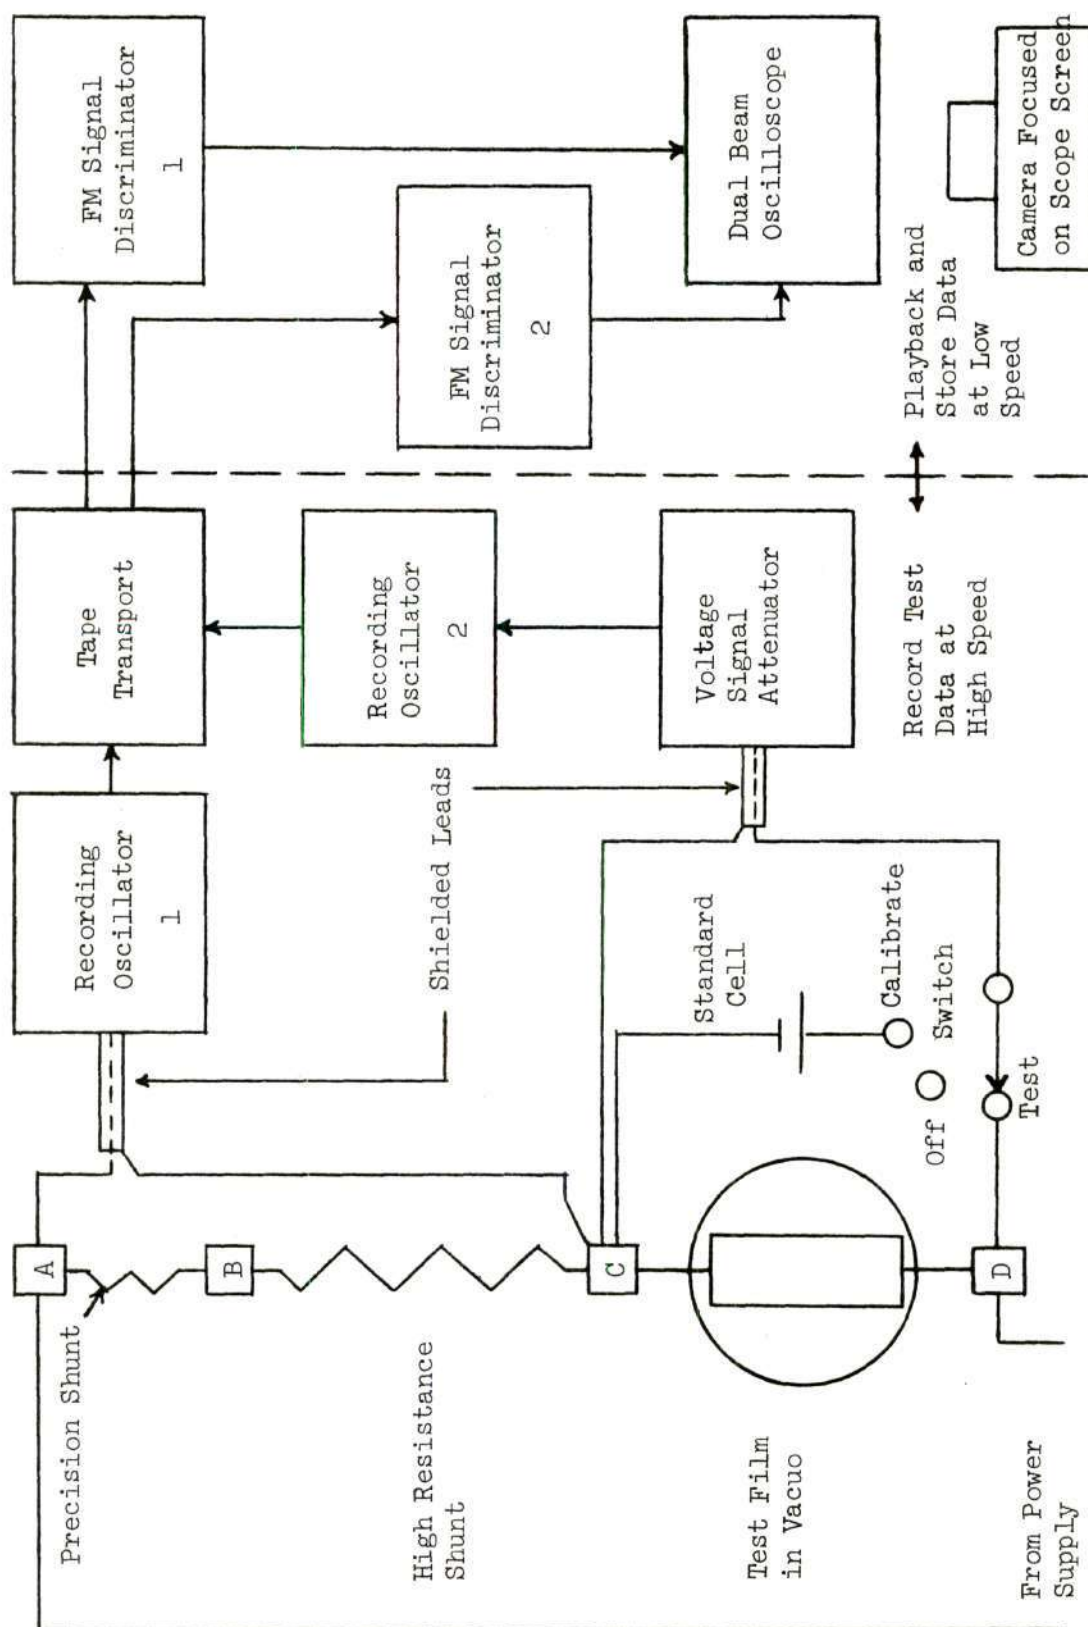 Precision Shunt
A
B
High Resistance
Shunt
C
Test Film
in Vacuo
D
From Power
Supply
Recording
Oscillator
1
Shielded Leads
Standard
Cell
Calibrate
Off
Switch
Test
Tape
Transport
Recording
Oscillator
2
Voltage
Signal
Attenuator
Record Test
Data at
High Speed
FM Signal
Discriminator
1
FM Signal
Discriminator
2
Dual Beam
Oscilloscope
Playback and
Store Data
at Low
Speed
Camera Focused
on Scope Screen